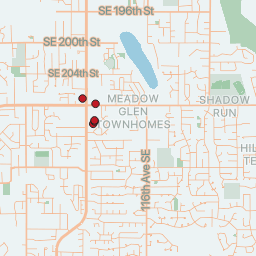 SE 196th St
SE 200th St
SE 204th St
MEADOW
GLEN
TOWNHOMES
SHADOW
RUN
116th Ave SE